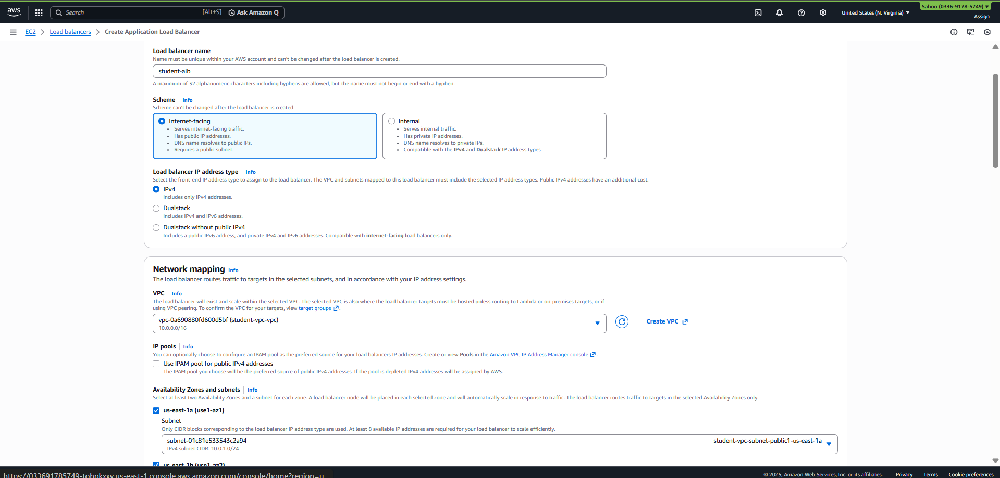 aws
Search
[Alt+S]
Ask Amazon Q
United States (N. Virginia) ▼
Sahoo (0336-9178-5749) ▼
Assign
EC2 > Load balancers > Create Application Load Balancer
Load balancer name
Name must be unique within your AWS account and can't be changed after the load balancer is created.
student-alb
A maximum of 32 alphanumeric characters including hyphens are allowed, but the name must not begin or end with a hyphen.
Scheme | Info
Scheme can't be changed after the load balancer is created.
Internet-facing
• Serves internet-facing traffic.
• Has public IP addresses.
• DNS name resolves to public IPs.
• Requires a public subnet.
Internal
• Serves internal traffic.
• Has private IP addresses.
• DNS name resolves to private IPs.
• Compatible with the IPv4 and Dualstack IP address types.
Load balancer IP address type | Info
Select the front-end IP address type to assign to the load balancer. The VPC and subnets mapped to this load balancer must include the selected IP address types. Public IPv4 addresses have an additional cost.
IPv4
Includes only IPv4 addresses.
Dualstack
Includes IPv4 and IPv6 addresses.
Dualstack without public IPv4
Includes a public IPv6 address, and private IPv4 and IPv6 addresses. Compatible with internet-facing load balancers only.
Network mapping Info
The load balancer routes traffic to targets in the selected subnets, and in accordance with your IP address settings.
VPC | Info
The load balancer will exist and scale within the selected VPC. The selected VPC is also where the load balancer targets must be hosted unless routing to Lambda or on-premises targets, or if
using VPC peering. To confirm the VPC for your targets, view target groups.
vpc-0a690880fd600d5bf (student-vpc-vpc)
10.0.0.0/16
Create VPC
IP pools | Info
You can optionally choose to configure an IPAM pool as the preferred source for your load balancers IP addresses. Create or view Pools in the Amazon VPC IP Address Manager console.
Use IPAM pool for public IPv4 addresses
The IPAM pool you choose will be the preferred source of public IPv4 addresses. If the pool is depleted IPv4 addresses will be assigned by AWS.
Availability Zones and subnets | Info
Select at least two Availability Zones and a subnet for each zone. A load balancer node will be placed in each selected zone and will automatically scale in response to traffic. The load balancer routes traffic to targets in the selected Availability Zones only.
us-east-1a (use1-az1)
Subnet
Only CIDR blocks corresponding to the load balancer IP address type are used. At least 8 available IP addresses are required for your load balancer to scale efficiently.
subnet-01c81e533543c2a94
student-vpc-subnet-public1-us-east-1a
IPv4 subnet CIDR: 10.0.1.0/24
us-east-1b (use1-az2)
https://033691785749-tohpkxxy.us-east-1.console.aws.amazon.com/console/home?region=u...
© 2025, Amazon Web Services, Inc. or its affiliates.
Privacy
Terms
Cookie preferences